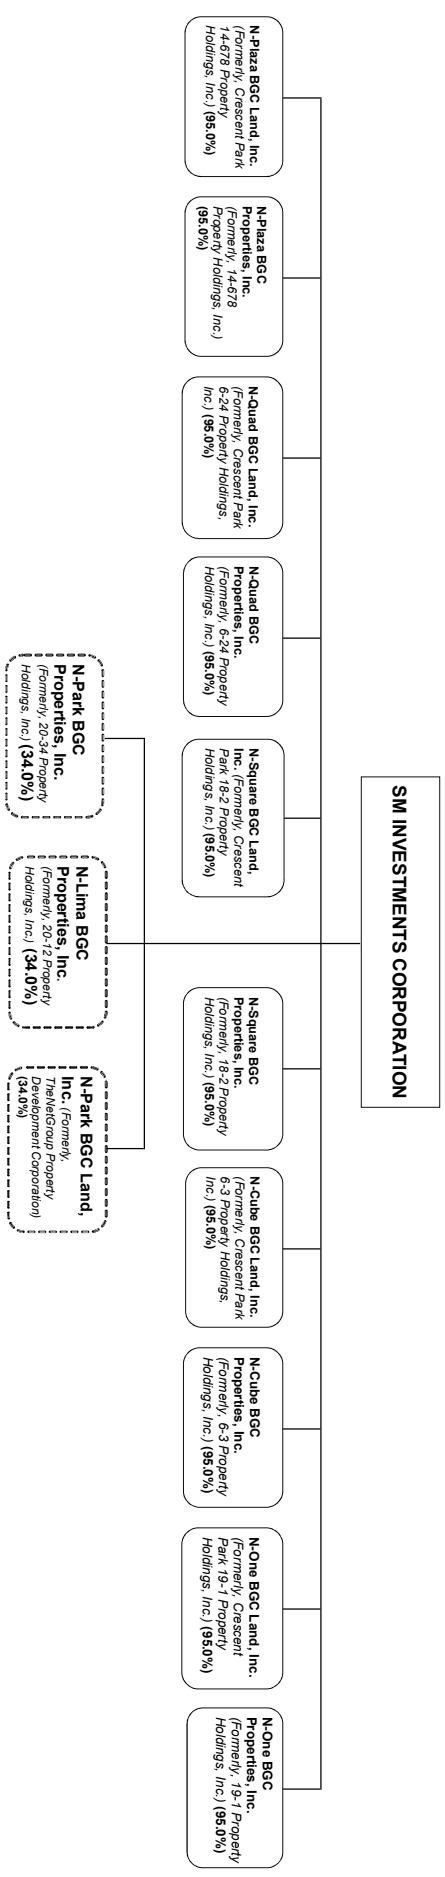 SM INVESTMENTS CORPORATION
N-Plaza BGC Land, Inc.
(Formerly, Crescent Park
14-678 Property
Holdings, Inc.) (95.0%)
N-Plaza BGC
Properties, Inc.
(Formerly, 14-678
Property Holdings, Inc.)
(95.0%)
N-Quad BGC Land, Inc.
(Formerly, Crescent Park
6-24 Property Holdings,
Inc.) (95.0%)
N-Quad BGC
Properties, Inc.
(Formerly, 6-24 Property
Holdings, Inc.) (95.0%)
N-Square BGC Land,
Inc. (Formerly, Crescent
Park 18-2 Property
Holdings, Inc.) (95.0%)
N-Square BGC
Properties, Inc.
(Formerly, 18-2 Property
Holdings, Inc.) (95.0%)
N-Cube BGC Land, Inc.
(Formerly, Crescent Park
6-3 Property Holdings,
Inc.) (95.0%)
N-Cube BGC
Properties, Inc.
(Formerly, 6-3 Property
Holdings, Inc.) (95.0%)
N-One BGC Land, Inc.
(Formerly, Crescent
Park 19-1 Property
Holdings, Inc.) (95.0%)
N-One BGC
Properties, Inc.
(Formerly, 19-1 Property
Holdings, Inc.) (95.0%)
N-Park BGC
Properties, Inc.
(Formerly, 20-34 Property
Holdings, Inc.) (34.0%)
N-Lima BGC
Properties, Inc.
(Formerly, 20-12 Property
Holdings, Inc.) (34.0%)
N-Park BGC Land,
Inc. (Formerly,
TheNetGroup Property
Development Corporation)
(34.0%)